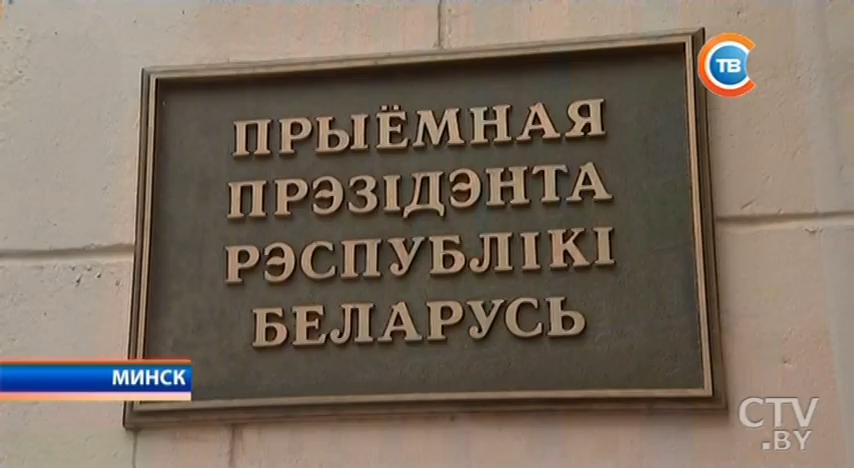 ТВ
ПРЫЁМНАЯ
ПРЭЗІДЭНТА
РЭСПУБЛІКІ
БЕЛАРУСЬ
МИНСК
CTV
.BY